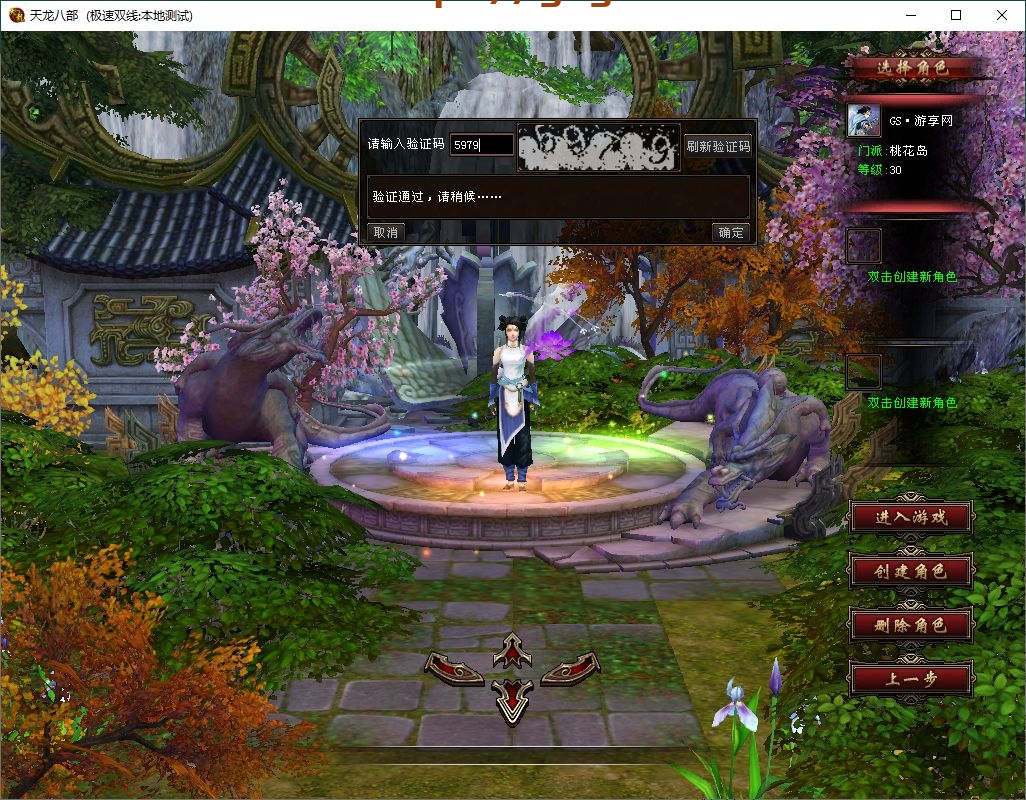 天龙八部 (极速双线:本地测试)
选择角色
GS·游享网
门派:桃花岛
等级:30
请输入验证码 5979 刷新验证码
验证通过,请稍候……
取消 确定
双击创建新角色
双击创建新角色
进入游戏
创建角色
删除角色
上一步